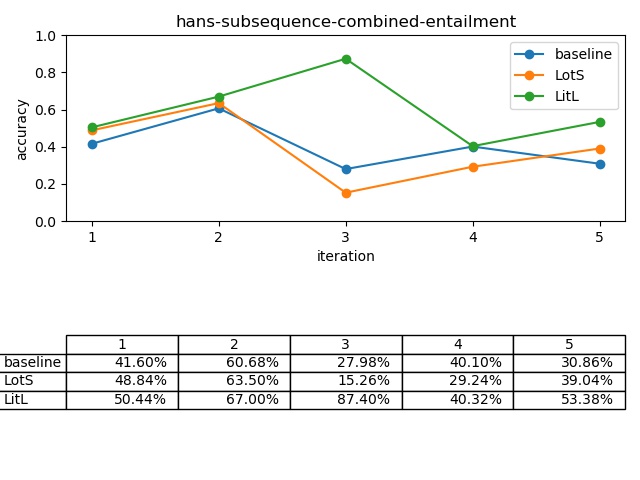 hans-subsequence-combined-entailment
1.0
0.8
0.6
0.4
0.2
0.0
accuracy
baseline
LotS
LitL
1 2 3 4 5
iteration
1 2 3 4 5
baseline 41.60% 60.68% 27.98% 40.10% 30.86%
LotS 48.84% 63.50% 15.26% 29.24% 39.04%
LitL 50.44% 67.00% 87.40% 40.32% 53.38%